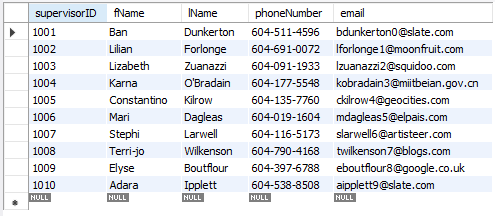 supervisorID fName lName phoneNumber email
1001 Ban Dunkerton 604-511-4596 bdunkerton0@slate.com
1002 Lilian Forlonge 604-691-0072 lforlonge1@moonfruit.com
1003 Lizabeth Zuanazzi 604-091-1933 lzuanazzi2@squidoo.com
1004 Karna O'Bradain 604-177-5548 kobradain3@miitbeian.gov.cn
1005 Constantino Kilrow 604-135-7760 ckilrow4@geocities.com
1006 Mari Dagleas 604-019-1604 mdagleas5@elpais.com
1007 Stephi Larwell 604-116-5173 slarwell6@artisteer.com
1008 Terri-jo Wilkenson 604-790-4168 twilkenson7@blogs.com
1009 Elyse Boutflour 604-397-6788 eboutflour8@google.co.uk
1010 Adara Ipplett 604-538-8508 aipplett9@slate.com
NULL NULL NULL NULL NULL